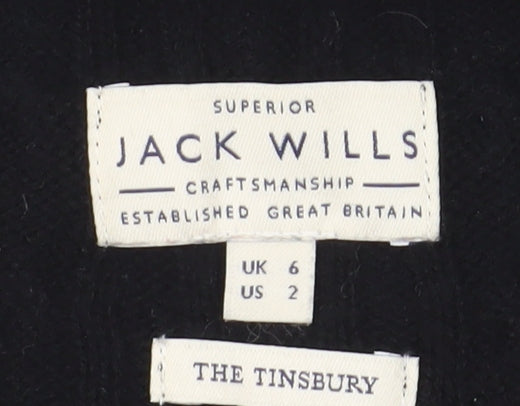 SUPERIOR
JACK WILLS
CRAFTSMANSHIP
ESTABLISHED GREAT BRITAIN
UK 6
US 2
THE TINSBURY